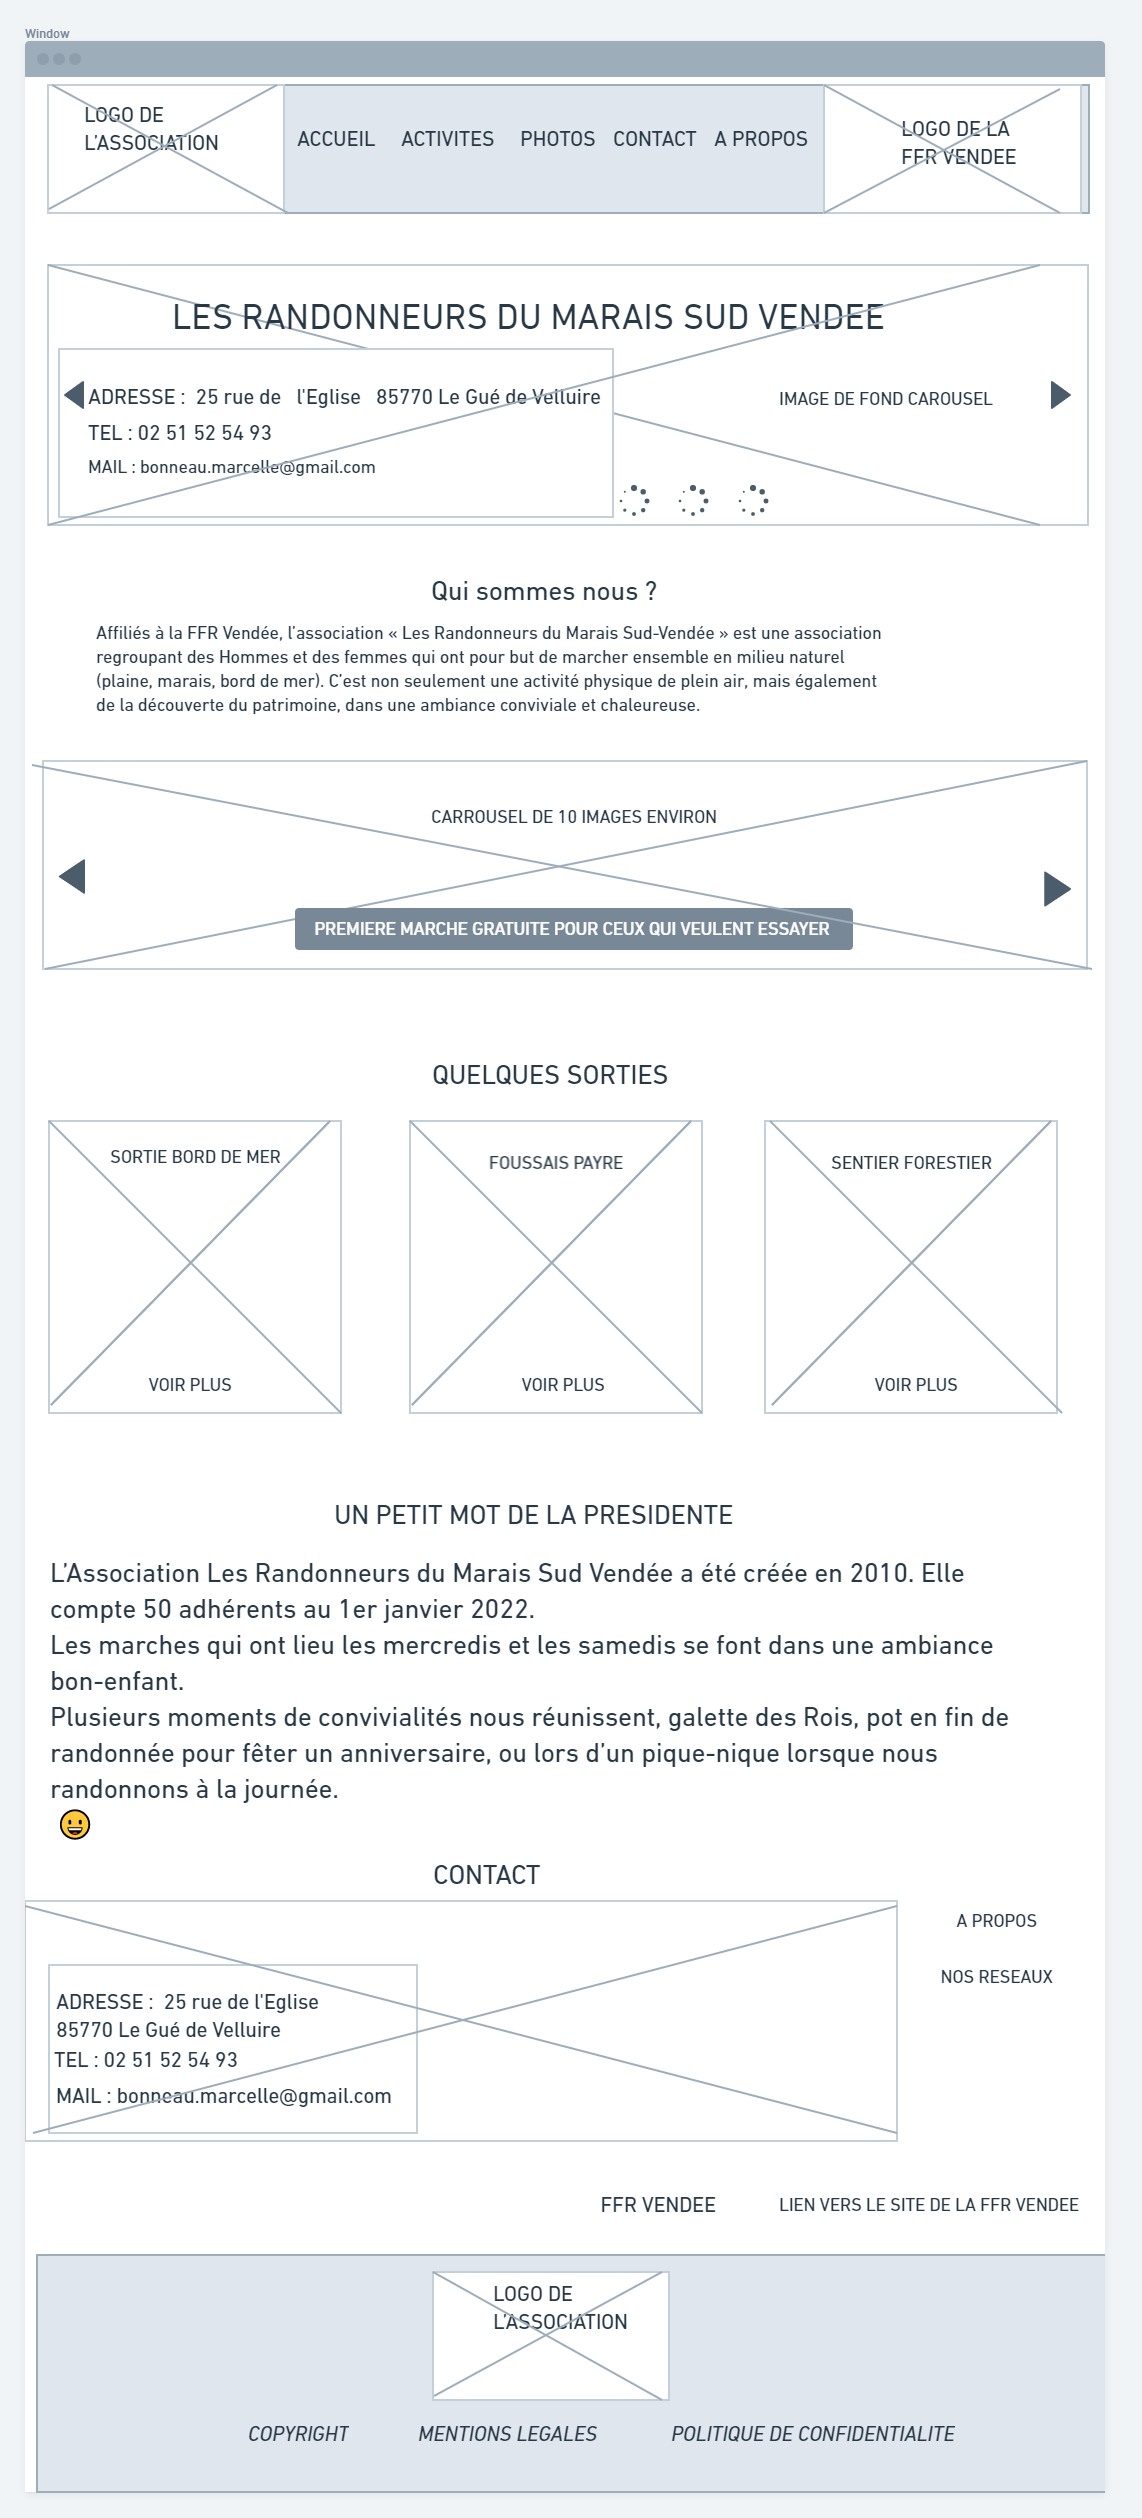 Window
LOGO DE
L'ASSOCIATION
ACCUEIL ACTIVITES PHOTOS CONTACT A PROPOS
LOGO DE LA
FFR VENDEE
LES RANDONNEURS DU MARAIS SUD VENDEE
ADRESSE : 25 rue de l'Eglise 85770 Le Gué de Velluire
TEL : 02 51 52 54 93
MAIL : bonneau.marcelle@gmail.com
IMAGE DE FOND CAROUSEL
Qui sommes nous ?
Affiliés à la FFR Vendée, l'association « Les Randonneurs du Marais Sud-Vendée » est une association
regroupant des Hommes et des femmes qui ont pour but de marcher ensemble en milieu naturel
(plaine, marais, bord de mer). C'est non seulement une activité physique de plein air, mais également
de la découverte du patrimoine, dans une ambiance conviviale et chaleureuse.
CARROUSEL DE 10 IMAGES ENVIRON
PREMIERE MARCHE GRATUITE POUR CEUX QUI VEULENT ESSAYER
QUELQUES SORTIES
SORTIE BORD DE MER
FOUSSAIS PAYRE
SENTIER FORESTIER
VOIR PLUS
VOIR PLUS
VOIR PLUS
UN PETIT MOT DE LA PRESIDENTE
L'Association Les Randonneurs du Marais Sud Vendée a été créée en 2010. Elle
compte 50 adhérents au 1er janvier 2022.
Les marches qui ont lieu les mercredis et les samedis se font dans une ambiance
bon-enfant.
Plusieurs moments de convivialités nous réunissent, galette des Rois, pot en fin de
randonnée pour fêter un anniversaire, ou lors d'un pique-nique lorsque nous
randonnons à la journée.
CONTACT
A PROPOS
NOS RESEAUX
ADRESSE : 25 rue de l'Eglise
85770 Le Gué de Velluire
TEL : 02 51 52 54 93
MAIL : bonneau.marcelle@gmail.com
FFR VENDEE
LIEN VERS LE SITE DE LA FFR VENDEE
LOGO DE
L'ASSOCIATION
COPYRIGHT MENTIONS LEGALES POLITIQUE DE CONFIDENTIALITE